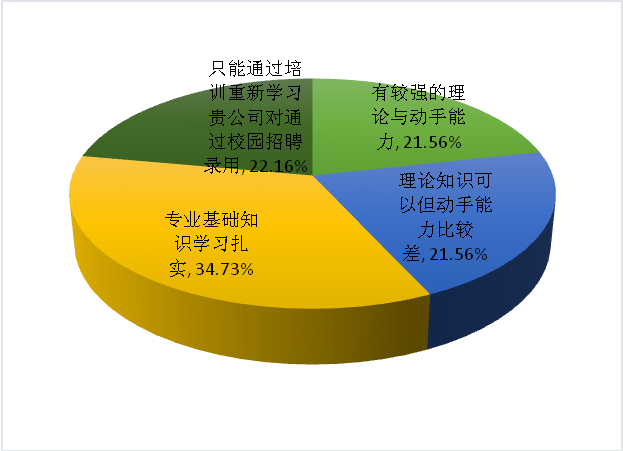 只能通过培
训重新学习
贵公司对通
过校园招聘
录用, 22.16%
有较强的理
论与动手能
力, 21.56%
理论知识可
以但动手能
力比较
差, 21.56%
专业基础知
识学习扎
实, 34.73%